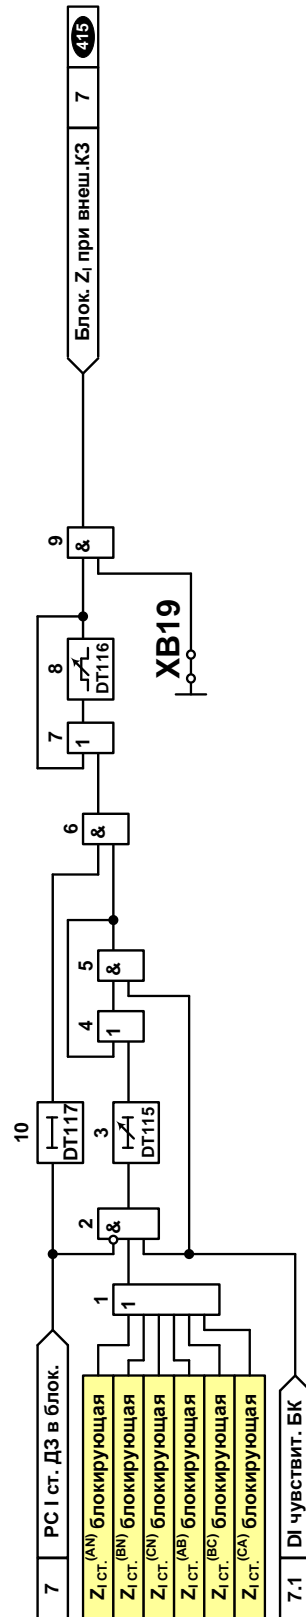 7 РС I ст. ДЗ в блок.
Z I ст. (AN) блокирующая
Z I ст. (BN) блокирующая
Z I ст. (CN) блокирующая
Z I ст. (AB) блокирующая
Z I ст. (BC) блокирующая
Z I ст. (CA) блокирующая
7.1 DI чувствит. БК
1
1
2
&
10
DT117
3
DT115
4
1
5
&
6
&
7
1
8
DT116
9
&
XB19
Блок. ZI при внеш.КЗ 7 415